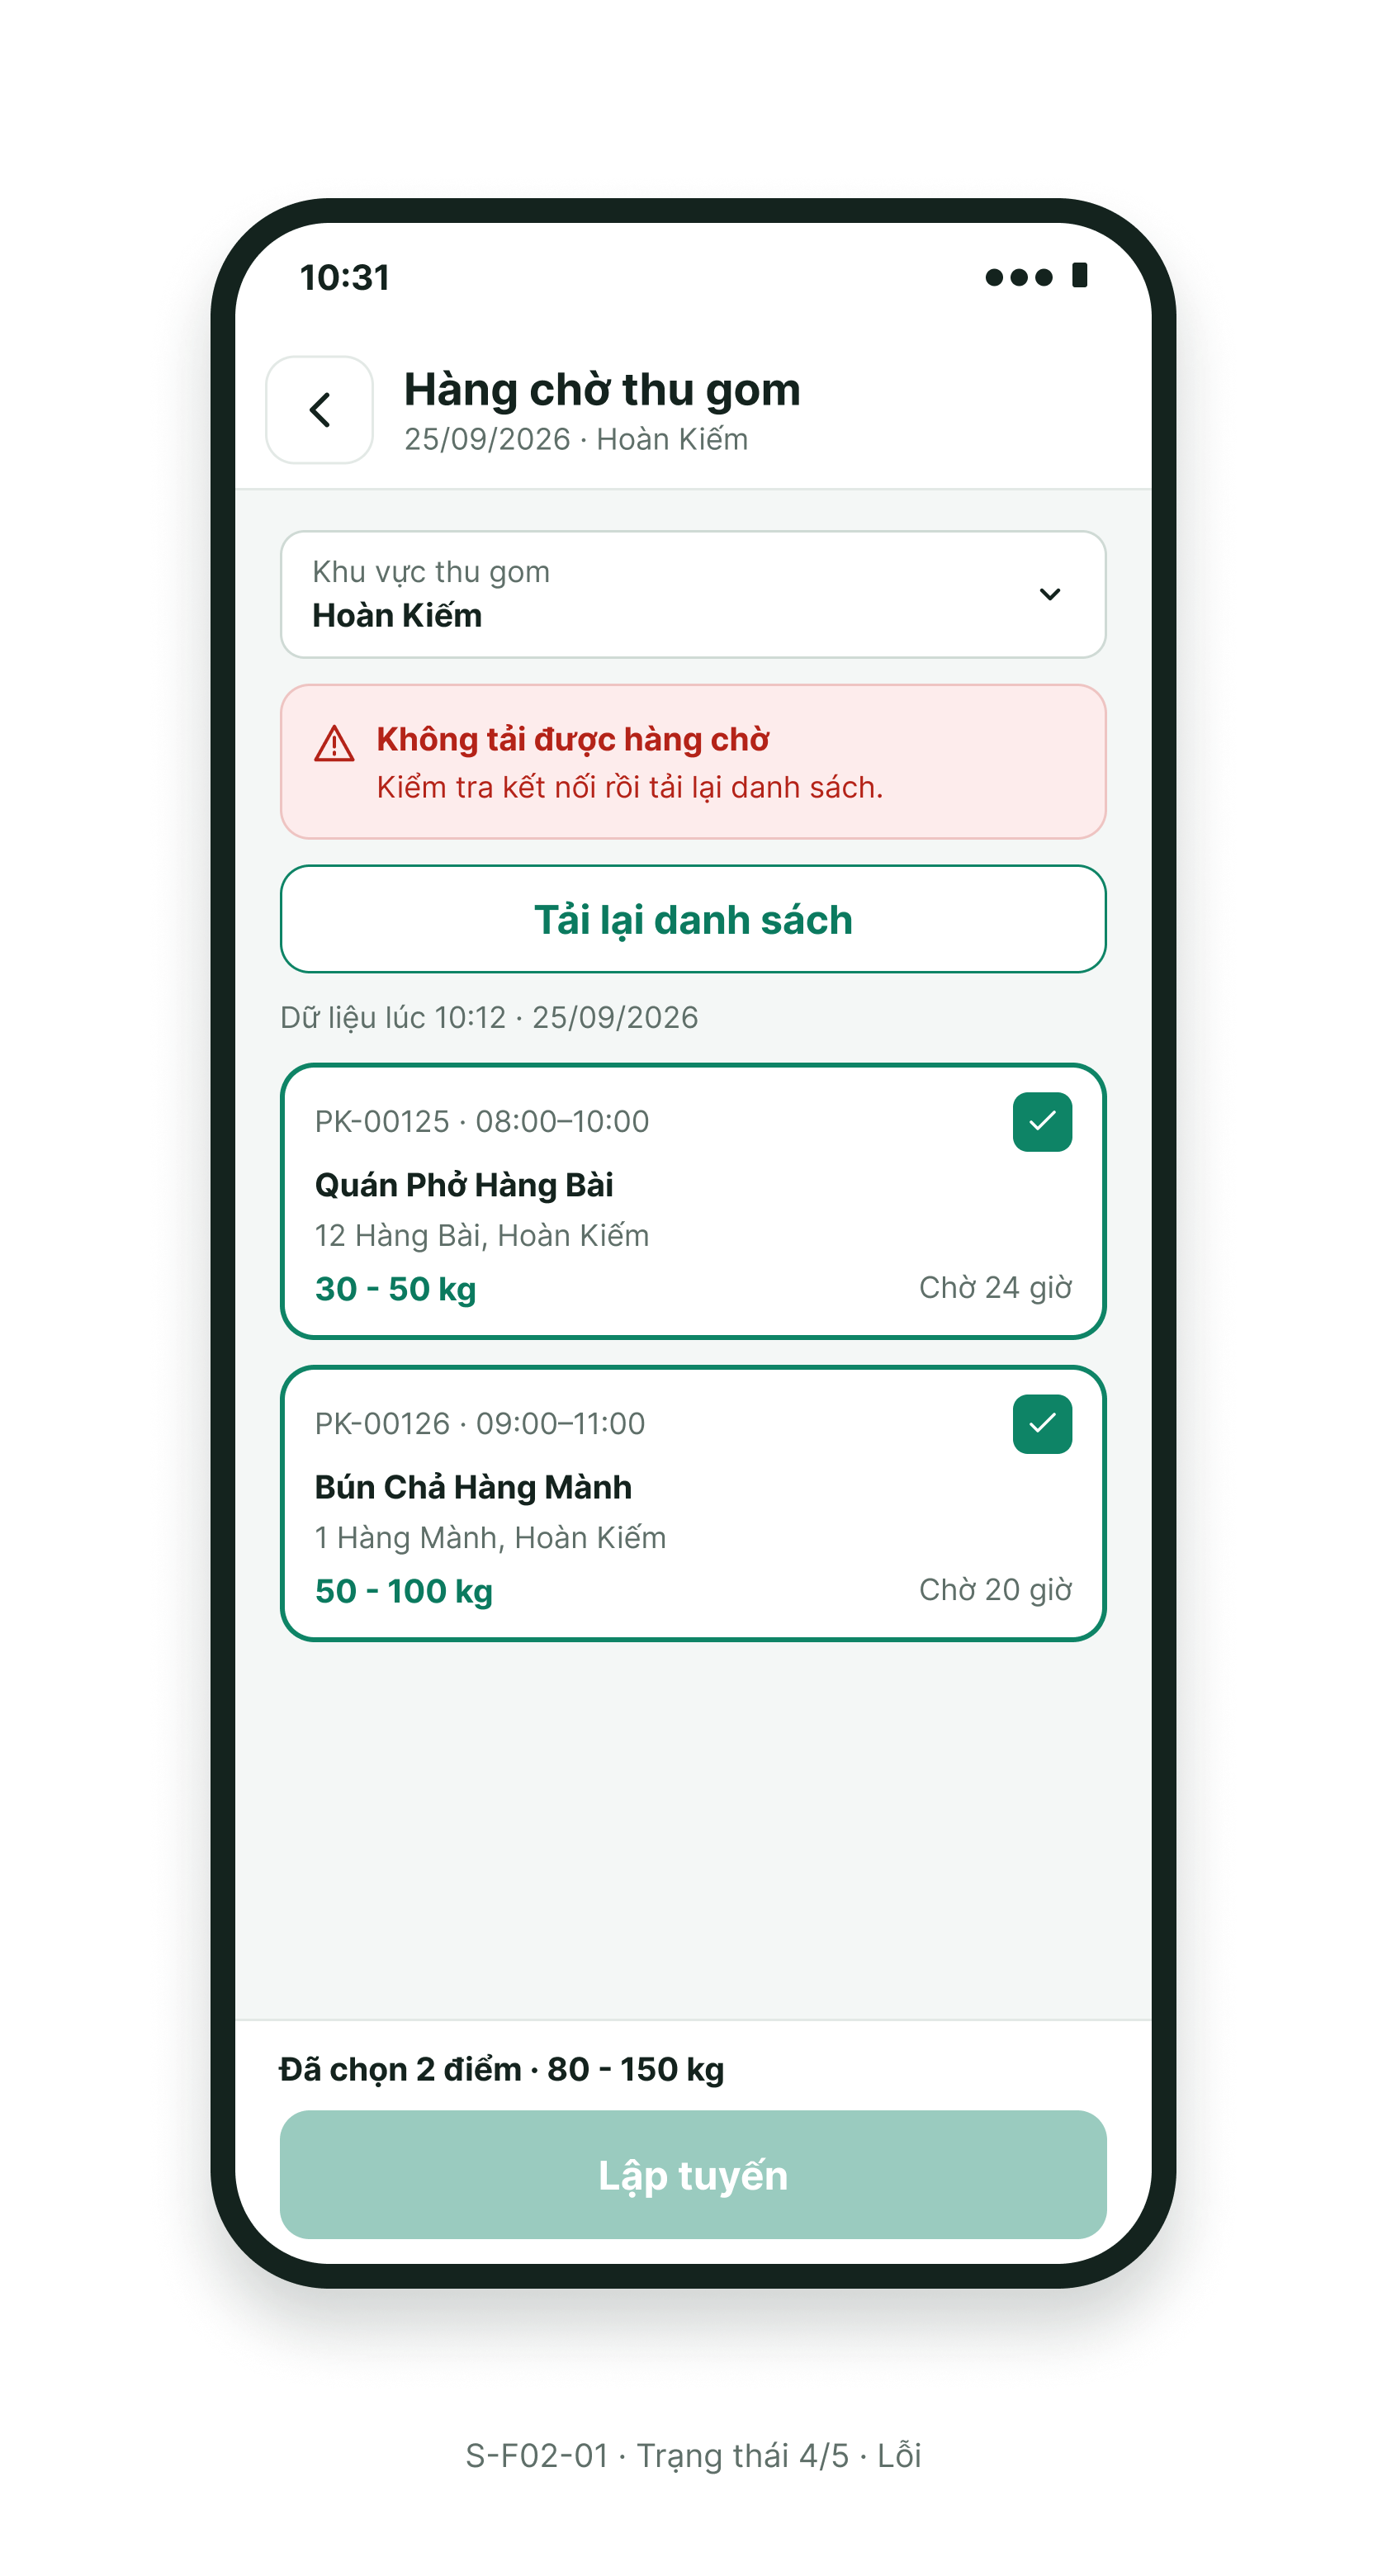 10:31
Hàng chờ thu gom
25/09/2026 · Hoàn Kiếm
Khu vực thu gom
Hoàn Kiếm
Không tải được hàng chờ
Kiểm tra kết nối rồi tải lại danh sách.
Tải lại danh sách
Dữ liệu lúc 10:12 · 25/09/2026
PK-00125 · 08:00–10:00
Quán Phở Hàng Bài
12 Hàng Bài, Hoàn Kiếm
30 - 50 kg
Chờ 24 giờ
PK-00126 · 09:00–11:00
Bún Chả Hàng Mành
1 Hàng Mành, Hoàn Kiếm
50 - 100 kg
Chờ 20 giờ
Đã chọn 2 điểm · 80 - 150 kg
Lập tuyến
S-F02-01 · Trạng thái 4/5 · Lỗi